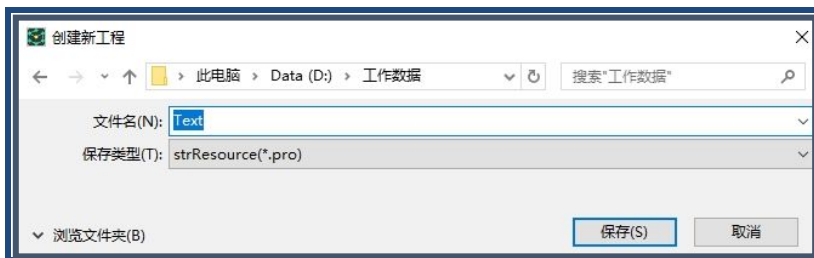 创建新工程
此电脑 > Data (D:) > 工作数据 搜索"工作数据"
文件名(N): Text
保存类型(T): strResource(*.pro)
浏览文件夹(B) 保存(S) 取消